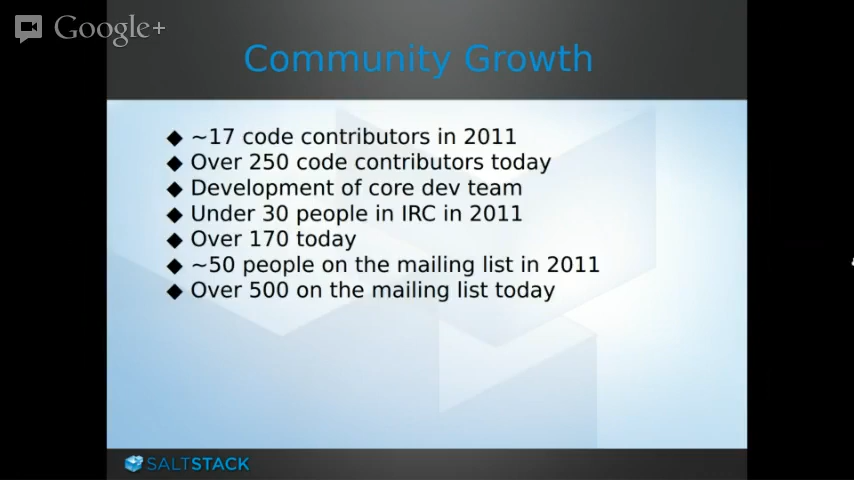 Google+
Community Growth
◆ ~17 code contributors in 2011
◆ Over 250 code contributors today
◆ Development of core dev team
◆ Under 30 people in IRC in 2011
◆ Over 170 today
◆ ~50 people on the mailing list in 2011
◆ Over 500 on the mailing list today
SALTSTACK